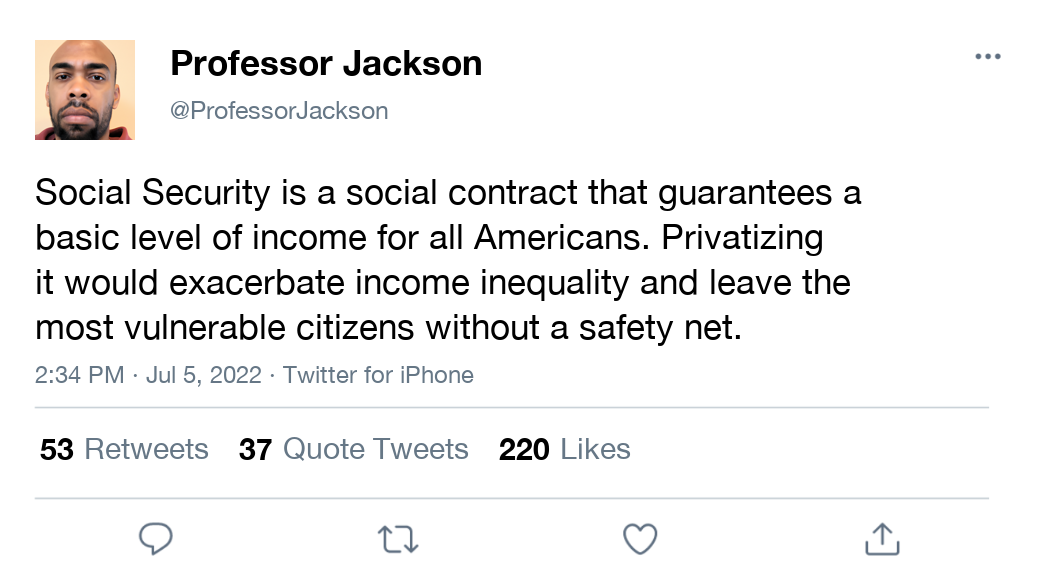 Professor Jackson
@ProfessorJackson
Social Security is a social contract that guarantees a
basic level of income for all Americans. Privatizing
it would exacerbate income inequality and leave the
most vulnerable citizens without a safety net.
2:34 PM · Jul 5, 2022 · Twitter for iPhone
53 Retweets 37 Quote Tweets 220 Likes